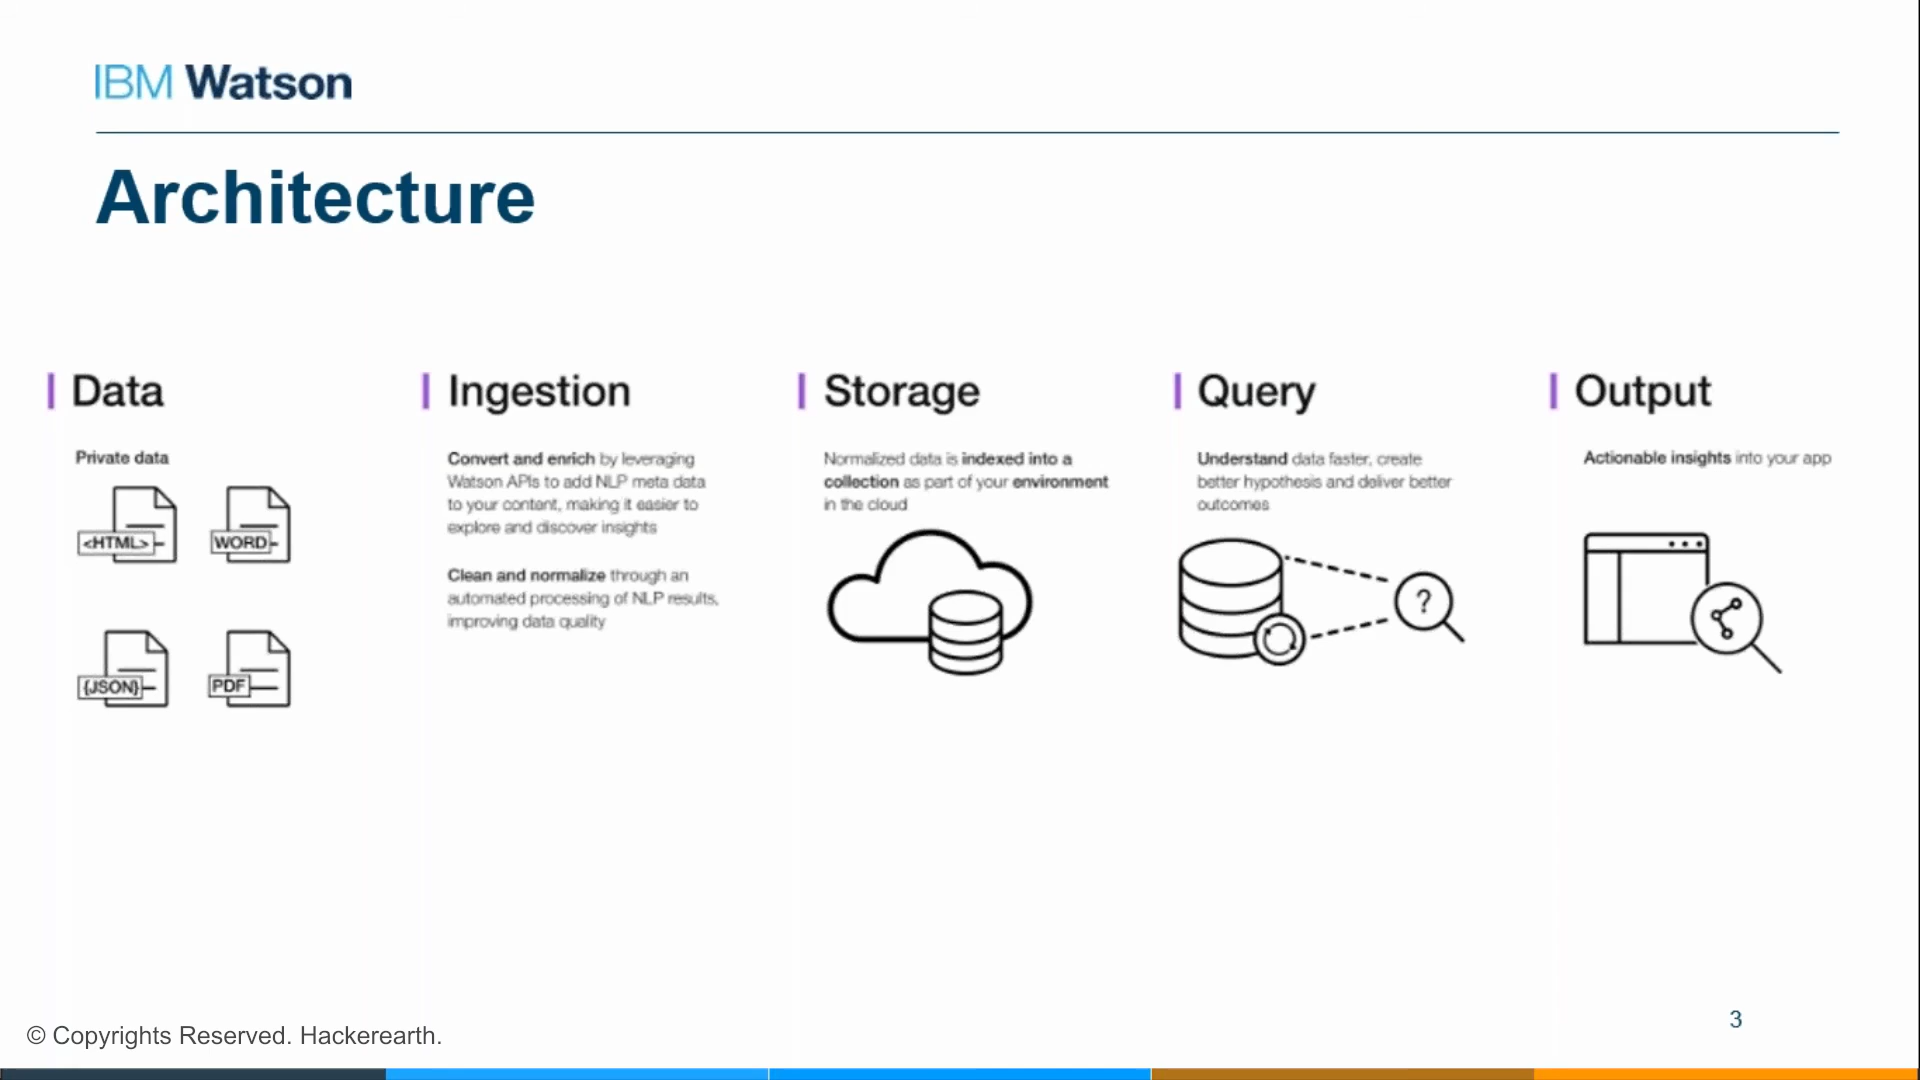 IBM Watson
Architecture
Data
Private data
<HTML>
WORD
{JSON}
PDF
Ingestion
Convert and enrich by leveraging
Watson APIs to add NLP meta data
to your content, making it easier to
explore and discover insights
Clean and normalize through an
automated processing of NLP results,
improving data quality
Storage
Normalized data is indexed into a
collection as part of your environment
in the cloud
Query
Understand data faster, create
better hypothesis and deliver better
outcomes
?
Output
Actionable insights into your app
3
© Copyrights Reserved. Hackerearth.